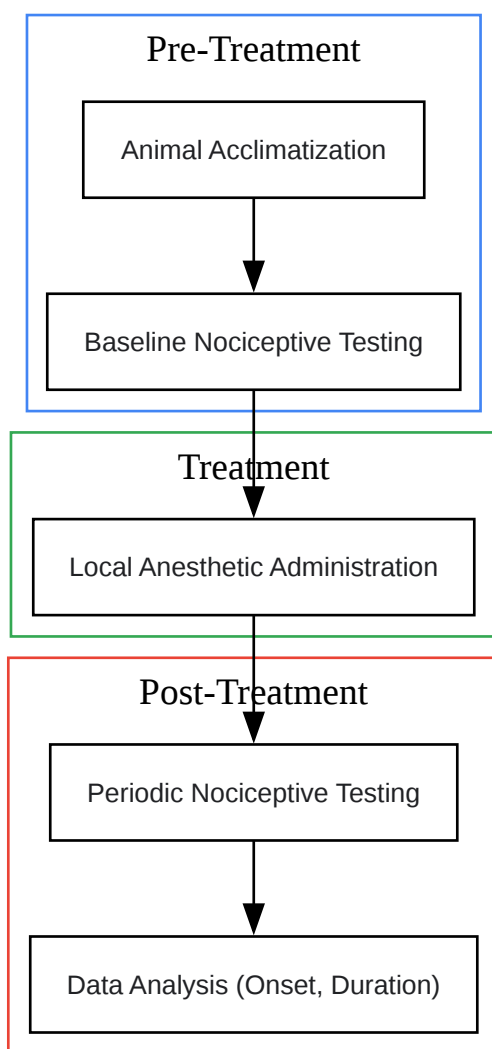 Pre-Treatment
Animal Acclimatization
Baseline Nociceptive Testing
Treatment
Local Anesthetic Administration
Post-Treatment
Periodic Nociceptive Testing
Data Analysis (Onset, Duration)